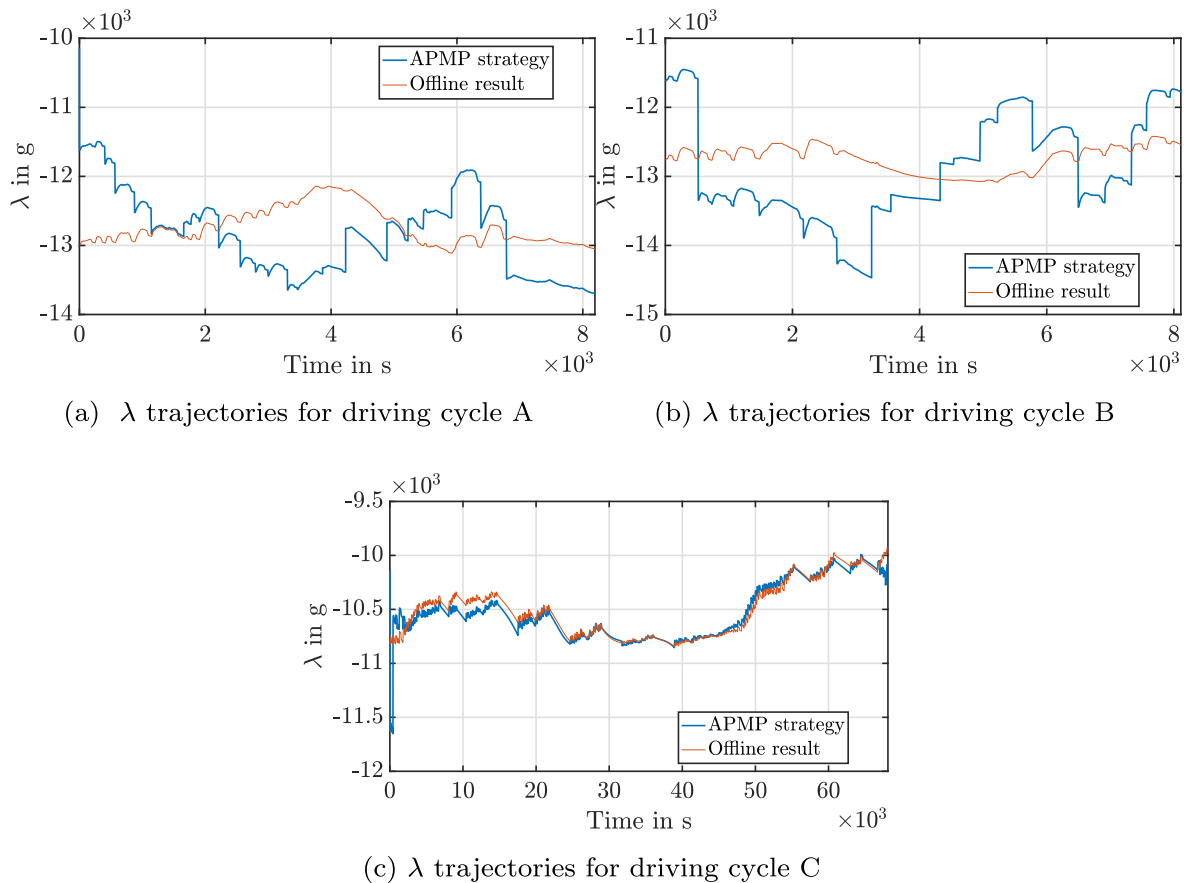 ×10³
-10
-11
-12
-13
-14
λ in g
APMP strategy
Offline result
0 2 4 6 8
Time in s ×10³
(a) λ trajectories for driving cycle A
×10³
-11
-12
-13
-14
-15
λ in g
APMP strategy
Offline result
0 2 4 6 8
Time in s ×10³
(b) λ trajectories for driving cycle B
×10³
-9.5
-10
-10.5
-11
-11.5
-12
λ in g
APMP strategy
Offline result
0 10 20 30 40 50 60
Time in s ×10³
(c) λ trajectories for driving cycle C